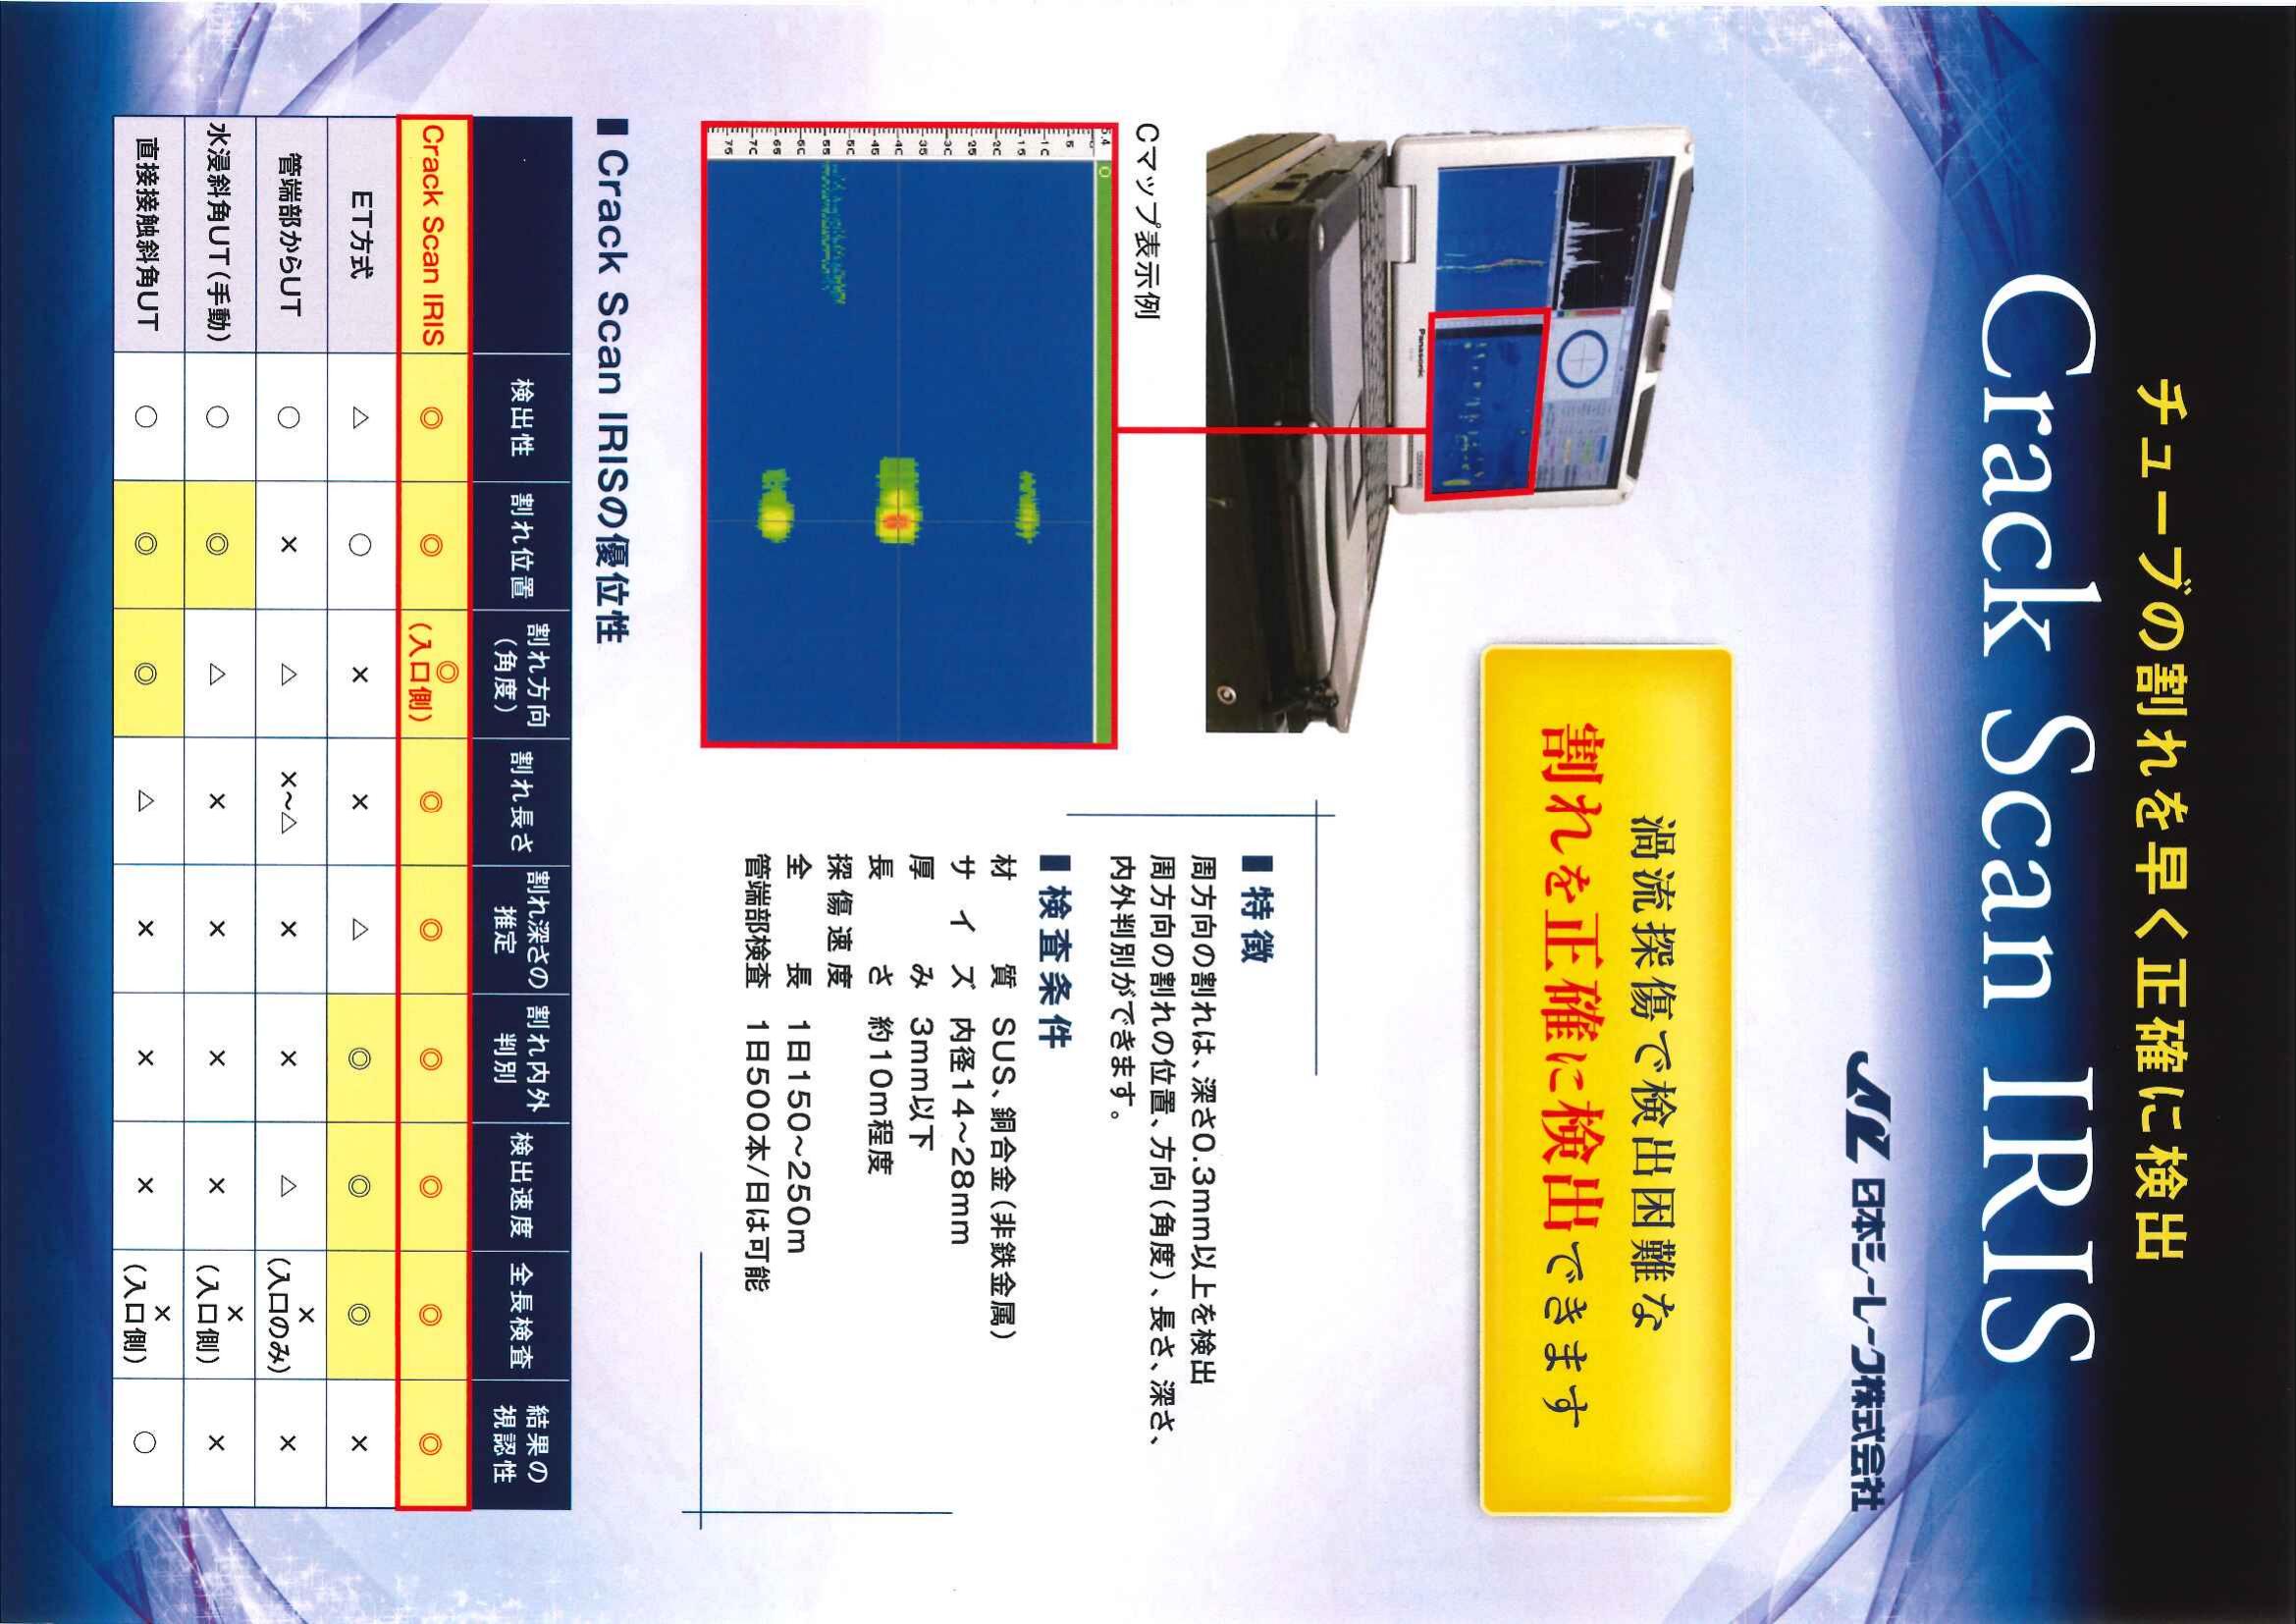 チューブの割れを早く正確に検出
Crack Scan IRIS
日本シーレーク株式会社
渦流探傷で検出困難な
割れを正確に検出できます
Panasonic
Cマップ表示例
■特徴
周方向の割れは、深さ0.3mm以上を検出
周方向の割れの位置、方向(角度)、長さ、深さ、
内外判別ができます。
■検査条件
材質 SUS、銅合金(非鉄金属)
サイズ 内径14～28mm
厚み 3mm以下
長さ 約10m程度
探傷速度
全長 1日150～250m
管端部検査 1日500本/日は可能
■Crack Scan IRISの優位性
検出性 割れ位置 割れ方向(角度) 割れ長さ 割れ深さの推定 割れ内外判別 検出速度 全長検査 結果の視認性
Crack Scan IRIS ◎ ◎ ◎(入口側) ◎ ◎ ◎ ◎ ◎ ◎
ET方式 △ ○ × × △ ◎ ◎ ◎ ×
管端部からUT ○ × △ ×～△ × × △ ×(入口のみ) ×
水浸斜角UT(手動) ○ ◎ △ × × × × ×(入口側) ×
直接接触斜角UT ○ ◎ ◎ △ × × × ×(入口側) ○